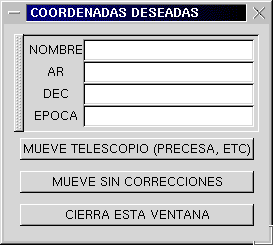 COORDENADAS DESEADAS
NOMBRE
AR
DEC
EPOCA
MUEVE TELESCOPIO (PRECESA, ETC)
MUEVE SIN CORRECCIONES
CIERRA ESTA VENTANA